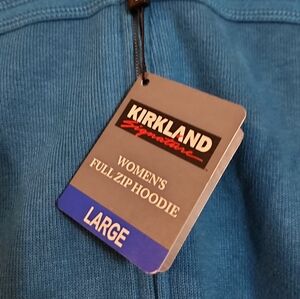 KIRKLAND
Signature
WOMEN'S
FULL ZIP HOODIE
LARGE